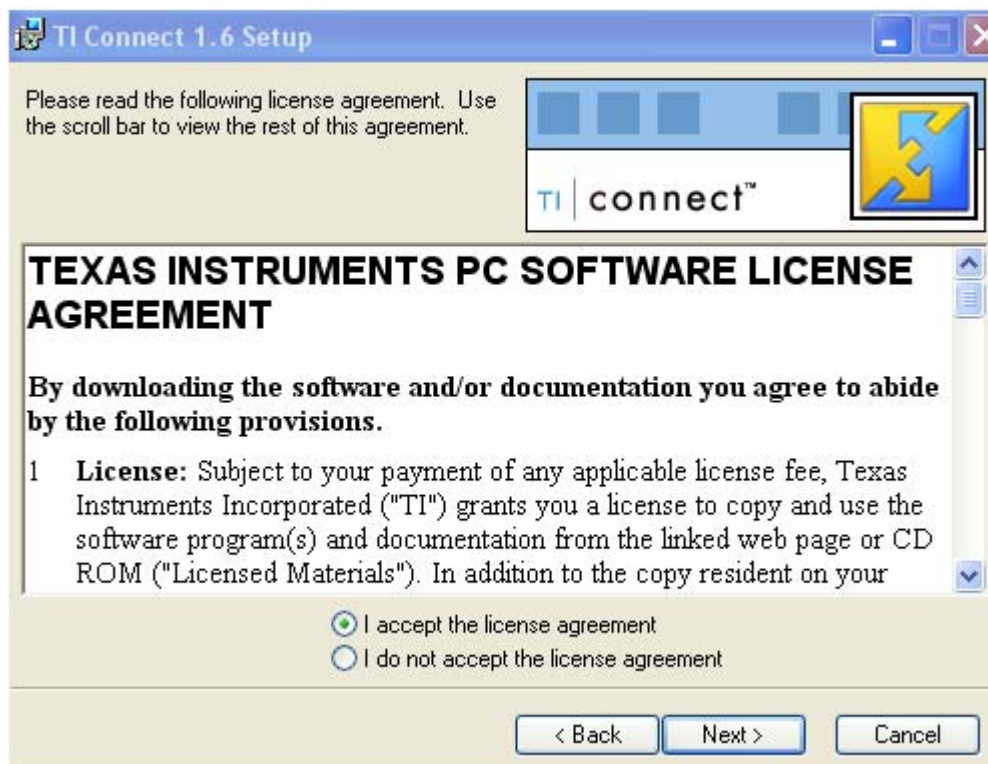 TI Connect 1.6 Setup
Please read the following license agreement. Use
the scroll bar to view the rest of this agreement.
TI connect™
TEXAS INSTRUMENTS PC SOFTWARE LICENSE
AGREEMENT
By downloading the software and/or documentation you agree to abide
by the following provisions.
1 License: Subject to your payment of any applicable license fee, Texas
Instruments Incorporated ("TI") grants you a license to copy and use the
software program(s) and documentation from the linked web page or CD
ROM ("Licensed Materials"). In addition to the copy resident on your
I accept the license agreement
I do not accept the license agreement
< Back Next > Cancel